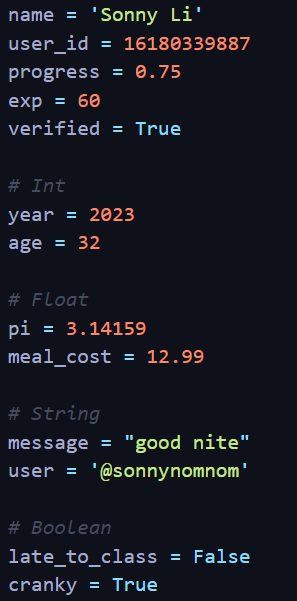 name = 'Sonny Li'
user_id = 16180339887
progress = 0.75
exp = 60
verified = True
# Int
year = 2023
age = 32
# Float
pi = 3.14159
meal_cost = 12.99
# String
message = "good nite"
user = '@sonnynomnom'
# Boolean
late_to_class = False
cranky = True